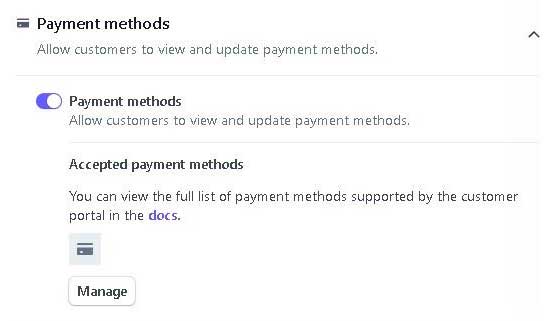 Payment methods
Allow customers to view and update payment methods.
Payment methods
Allow customers to view and update payment methods.
Accepted payment methods
You can view the full list of payment methods supported by the customer
portal in the docs.
Manage